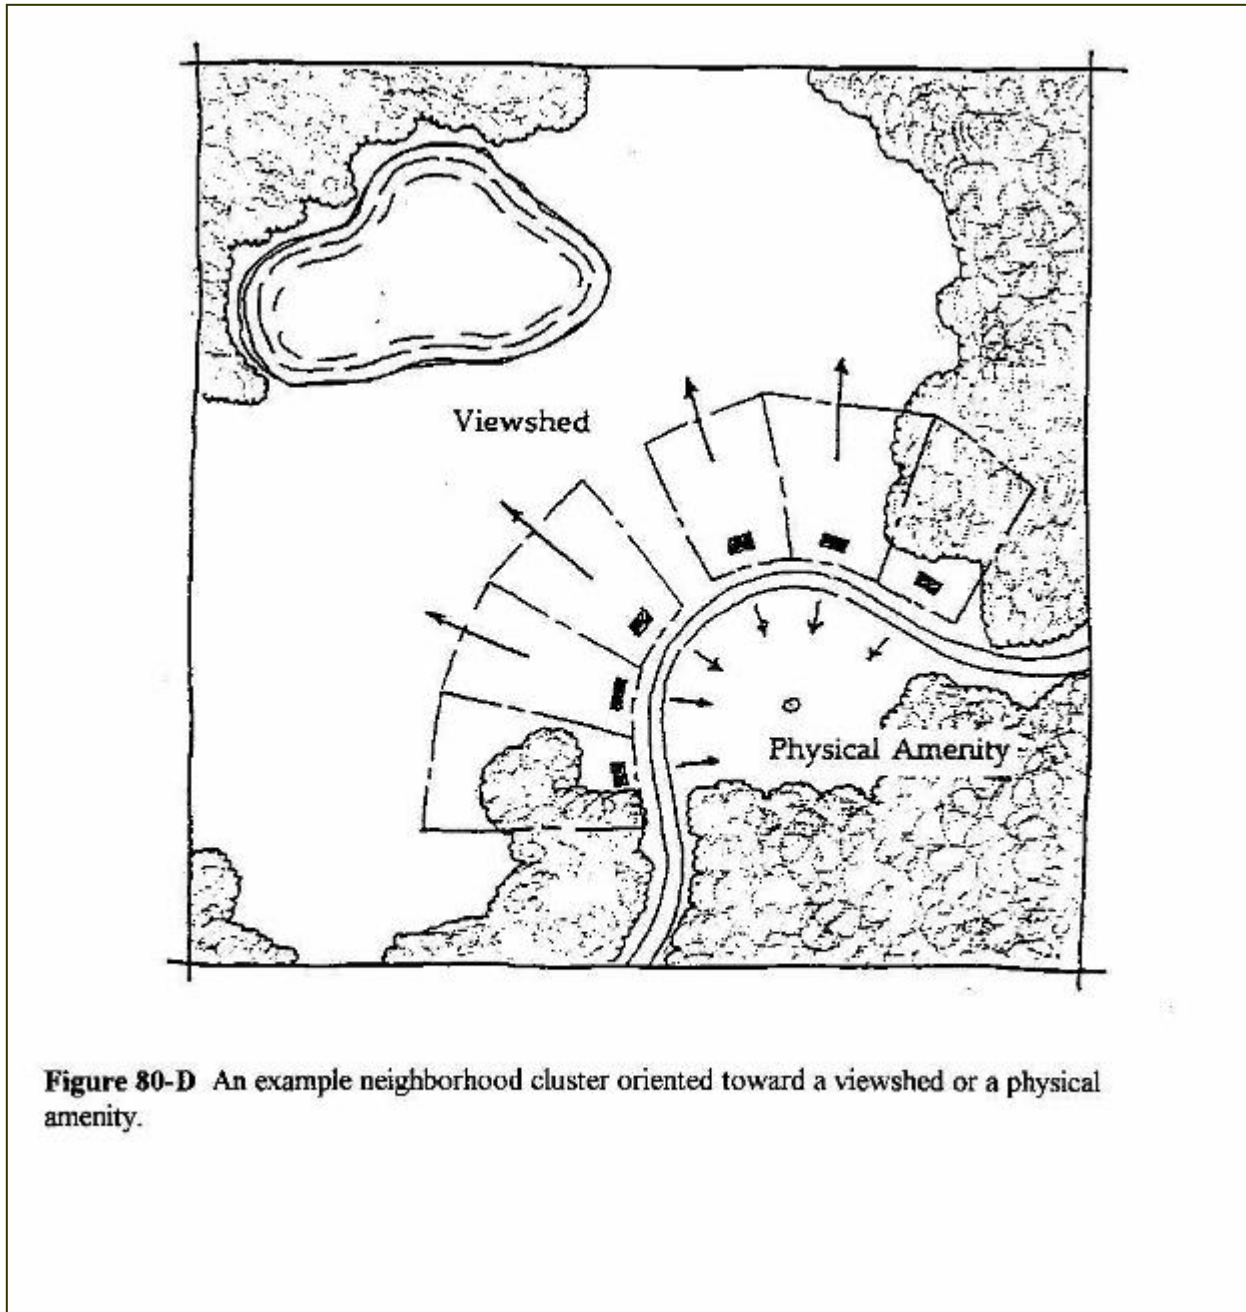 Viewshed
Physical Amenity
Figure 80-D An example neighborhood cluster oriented toward a viewshed or a physical
amenity.